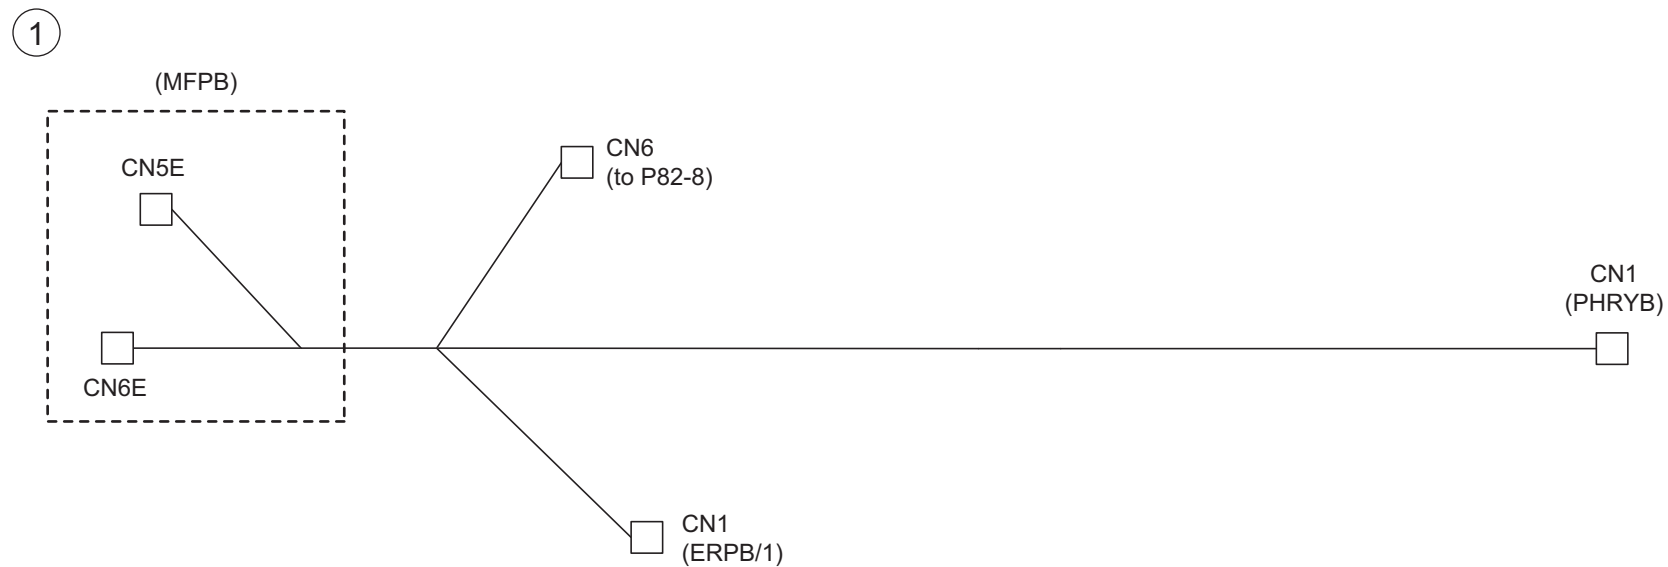 1
(MFPB)
CN5E
CN6
(to P82-8)
CN1
(PHRYB)
CN6E
CN1
(ERPB/1)